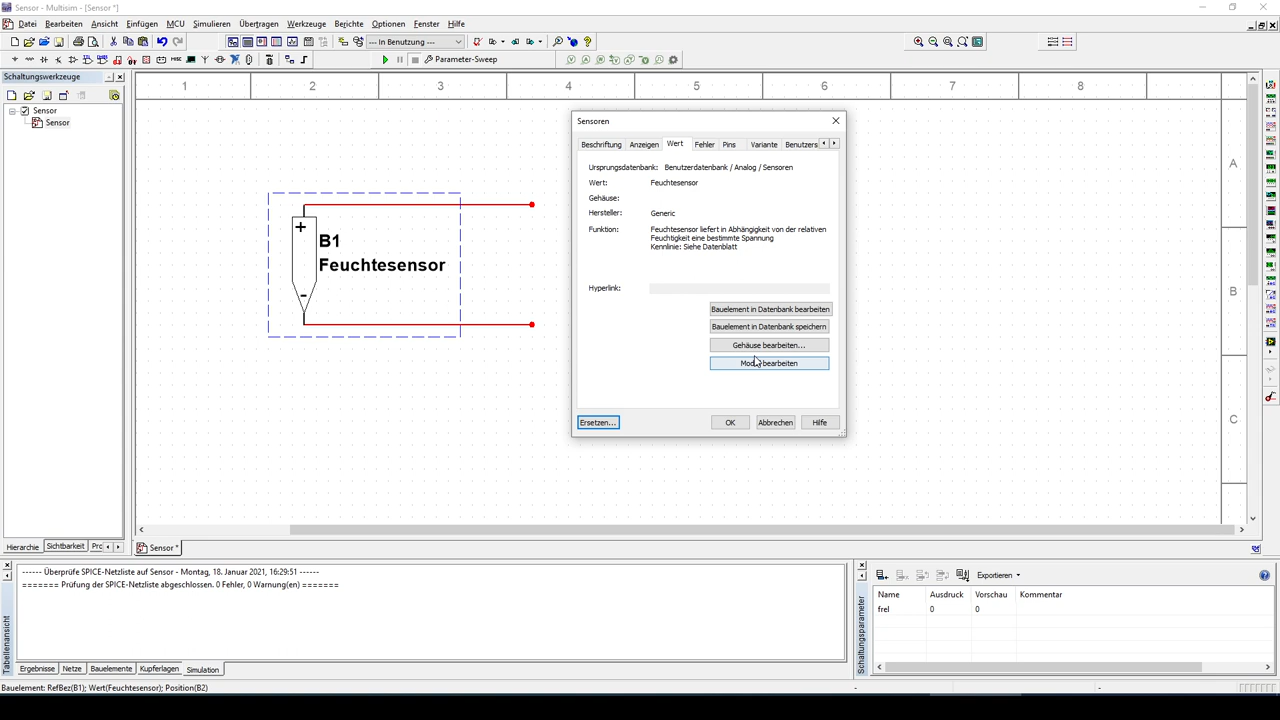 Sensor - Multisim - [Sensor *]
Datei Bearbeiten Ansicht Einfügen MCU Simulieren Übertragen Werkzeuge Berichte Optionen Fenster Hilfe
--- In Benutzung ---
Parameter-Sweep
Schaltungswerkzeuge
Sensor
Sensor
1 2 3 4 5 6 7 8
A
B
C
+
B1
Feuchtesensor
-
Sensoren
Beschriftung Anzeigen Wert Fehler Pins Variante Benutzers
Ursprungsdatenbank: Benutzerdatenbank / Analog / Sensoren
Wert: Feuchtesensor
Gehäuse:
Hersteller: Generic
Funktion: Feuchtesensor liefert in Abhängigkeit von der relativen
Feuchtigkeit eine bestimmte Spannung
Kennlinie: Siehe Datenblatt
Hyperlink:
Bauelement in Datenbank bearbeiten
Bauelement in Datenbank speichern
Gehäuse bearbeiten...
bearbeiten
Ersetzen... OK Abbrechen Hilfe
Hierarchie Sichtbarkeit Prc
Sensor *
------ Überprüfe SPICE-Netzliste auf Sensor - Montag, 18. Januar 2021, 16:29:51 ------
======= Prüfung der SPICE-Netzliste abgeschlossen. 0 Fehler, 0 Warnung(en) =======
Tabellenansicht
Ergebnisse Netze Bauelemente Kupferlagen Simulation
Schaltungsparameter
Exportieren
Name Ausdruck Vorschau Kommentar
frel 0 0
Bauelement: RefBez(B1); Wert(Feuchtesensor); Position(B2)
- -